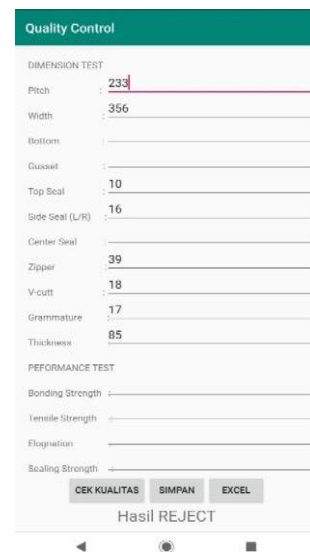 Quality Control
DIMENSION TEST
Pitch : 233
Width : 356
Bottom :
Gusset :
Top Seal : 10
Side Seal (L/R) : 16
Center Seal :
Zipper : 39
V-cutt : 18
Grammature : 17
Thickness : 85
PEFORMANCE TEST
Bonding Strength :
Tensile Strength :
Elognation :
Sealing Strength :
CEK KUALITAS SIMPAN EXCEL
Hasil REJECT